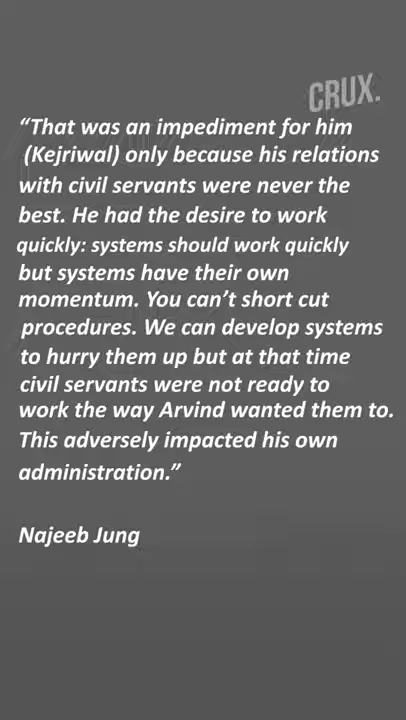 CRUX.
“That was an impediment for him
(Kejriwal) only because his relations
with civil servants were never the
best. He had the desire to work
quickly: systems should work quickly
but systems have their own
momentum. You can’t short cut
procedures. We can develop systems
to hurry them up but at that time
civil servants were not ready to
work the way Arvind wanted them to.
This adversely impacted his own
administration.”
Najeeb Jung